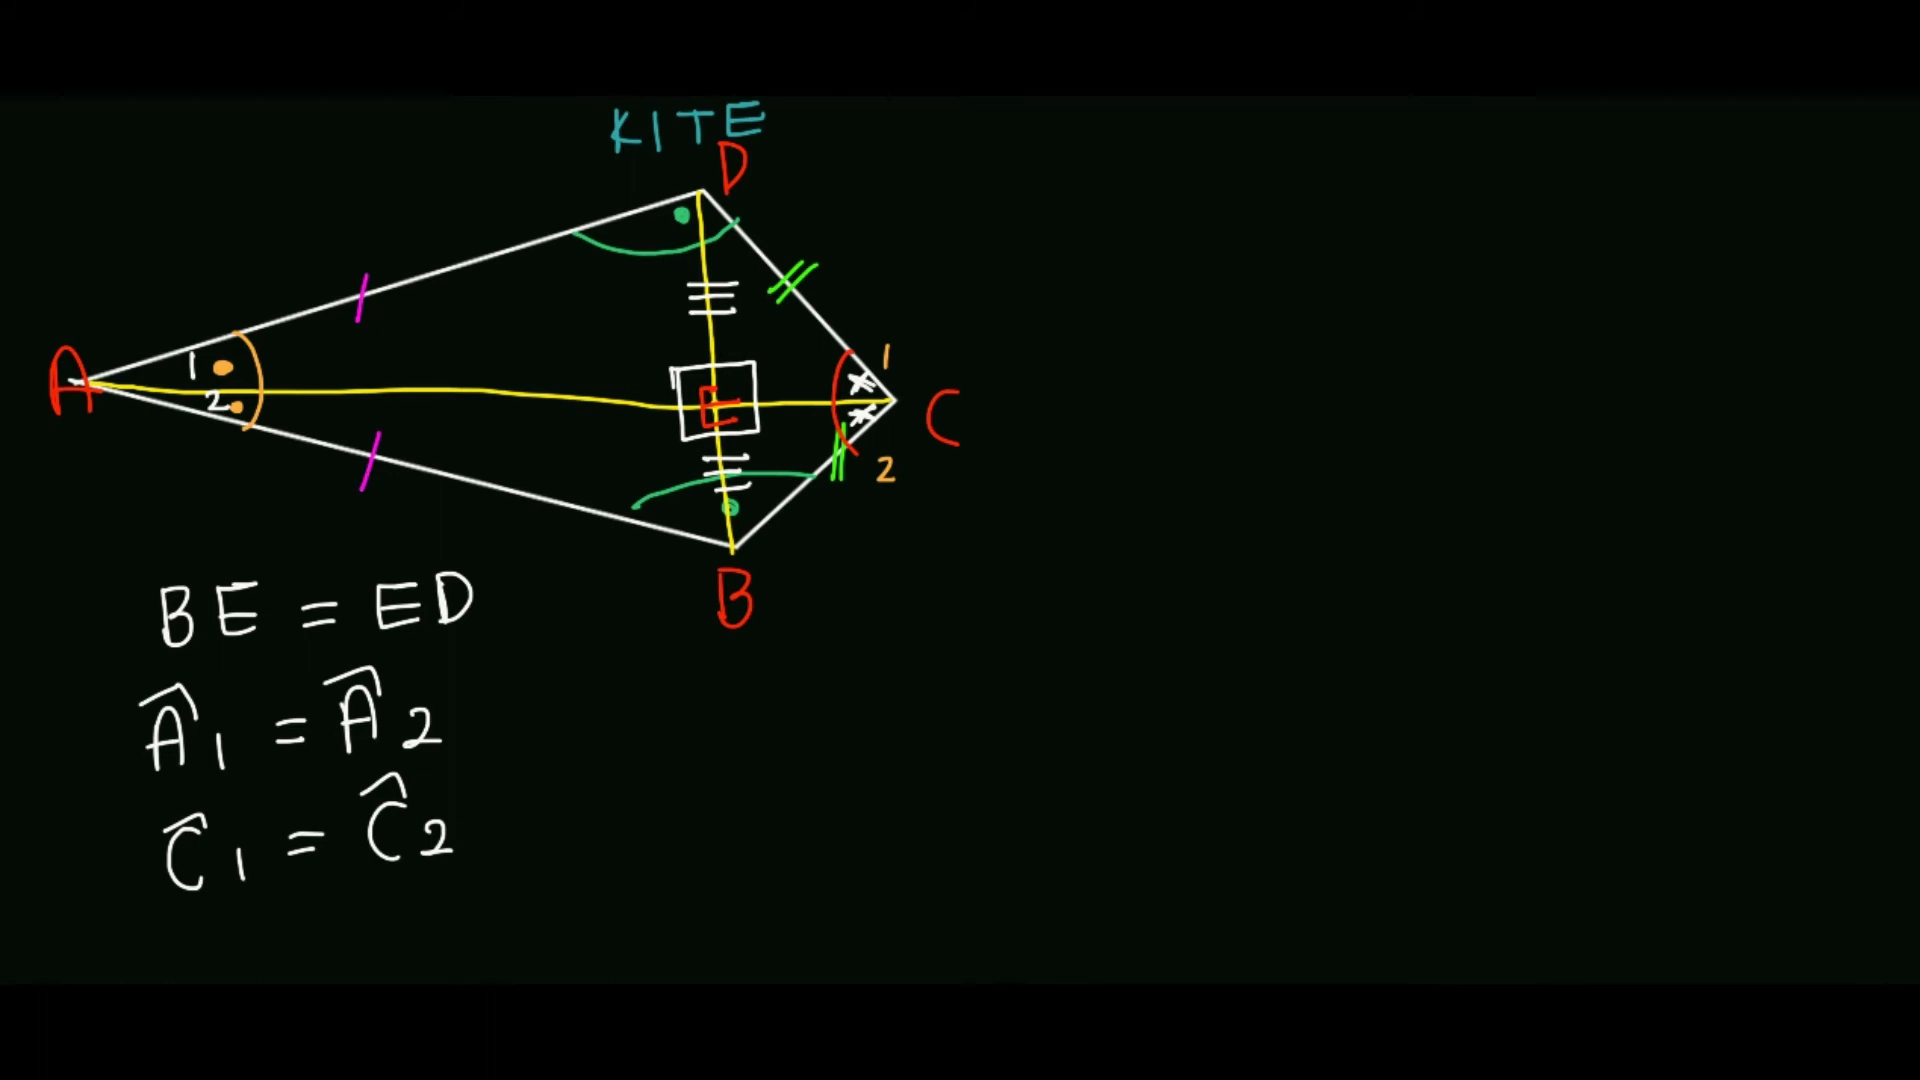 KITE
D
1
1
A
2
E
C
2
B
BE = ED
Â1 = Â2
Ĉ1 = Ĉ2